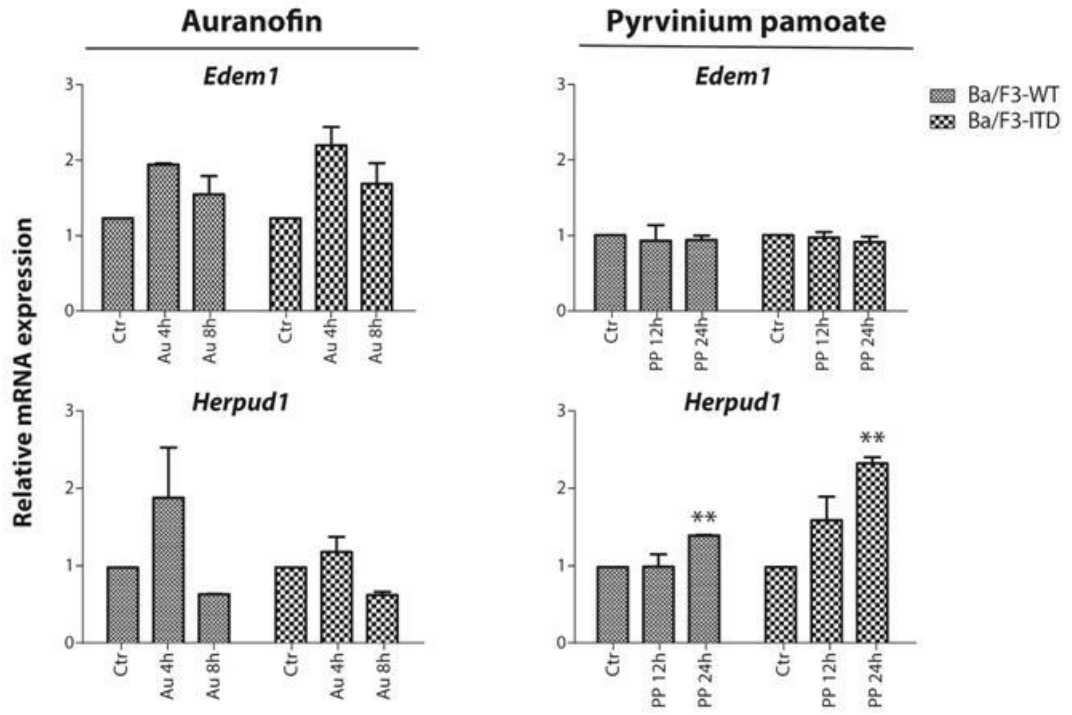 Auranofin
Pyrvinium pamoate
Relative mRNA expression
Edem1
3
2
1
0
Ctr
Au 4h
Au 8h
Ctr
Au 4h
Au 8h
Edem1
3
2
1
0
Ctr
PP 12h
PP 24h
Ctr
PP 12h
PP 24h
Ba/F3-WT
Ba/F3-ITD
Herpud1
3
2
1
0
Ctr
Au 4h
Au 8h
Ctr
Au 4h
Au 8h
Herpud1
3
2
1
0
**
**
Ctr
PP 12h
PP 24h
Ctr
PP 12h
PP 24h